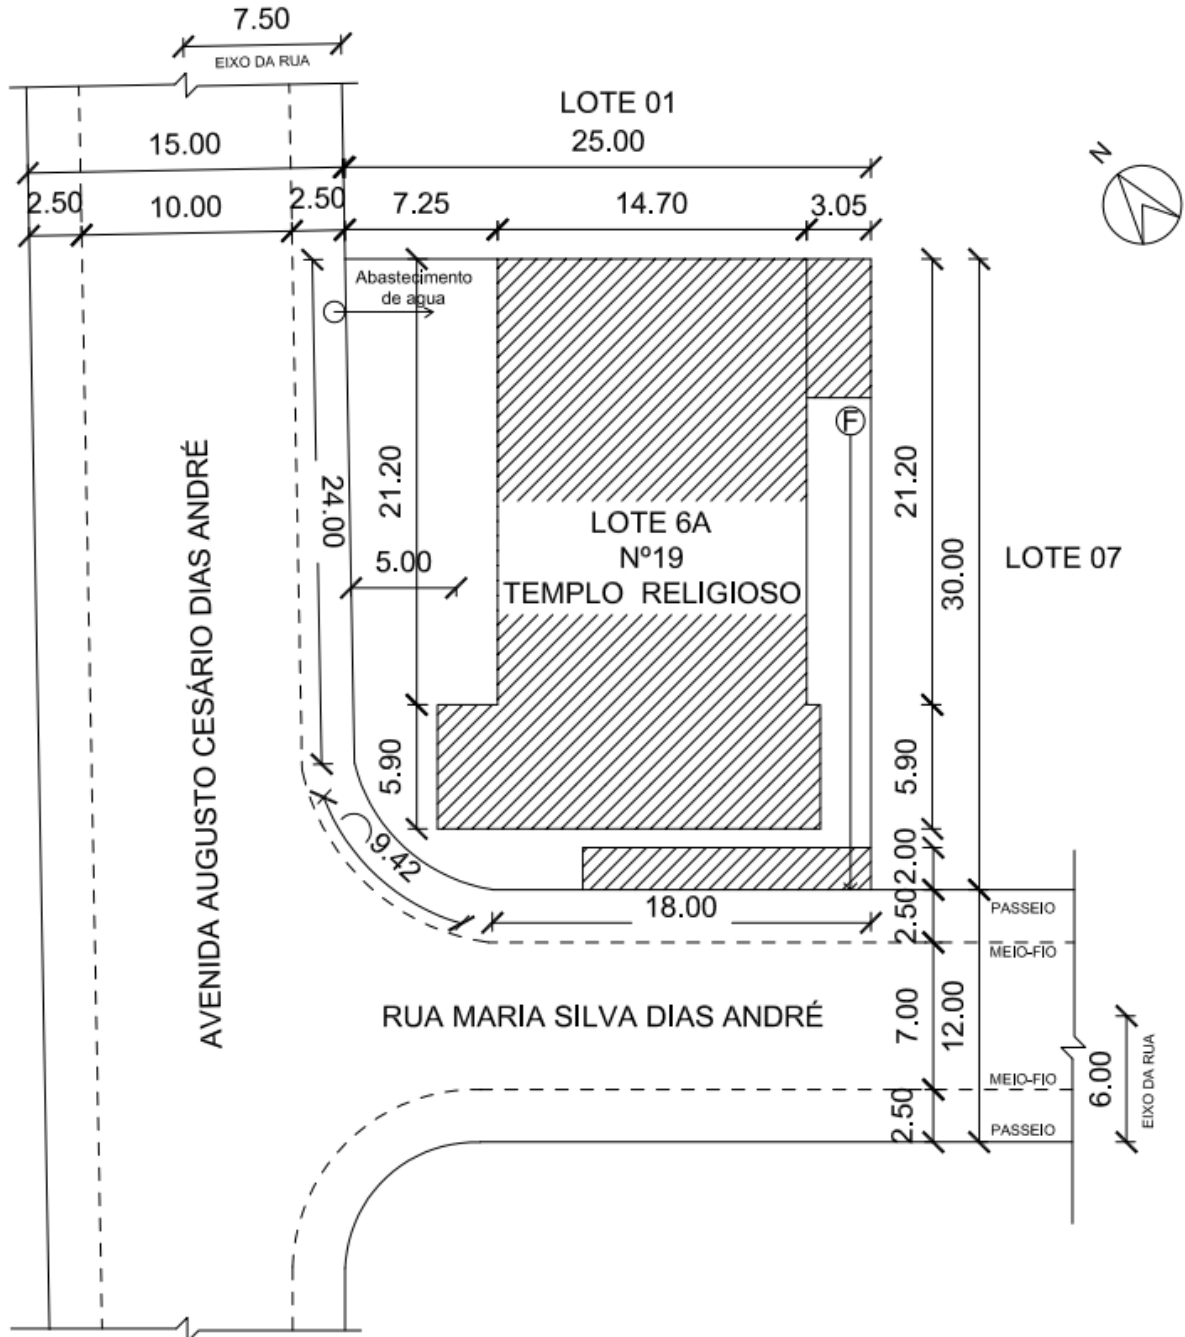 7.50
EIXO DA RUA
LOTE 01
15.00
25.00
N
2.50
10.00
2.50
7.25
14.70
3.05
Abastecimento
de agua
F
24.00
21.20
21.20
5.00
LOTE 6A
Nº19
TEMPLO RELIGIOSO
30.00
LOTE 07
AVENIDA AUGUSTO CESÁRIO DIAS ANDRÉ
5.90
5.90
9.42
2.00
18.00
2.50
PASSEIO
MEIO-FIO
RUA MARIA SILVA DIAS ANDRÉ
7.00
12.00
6.00
EIXO DA RUA
MEIO-FIO
2.50
PASSEIO